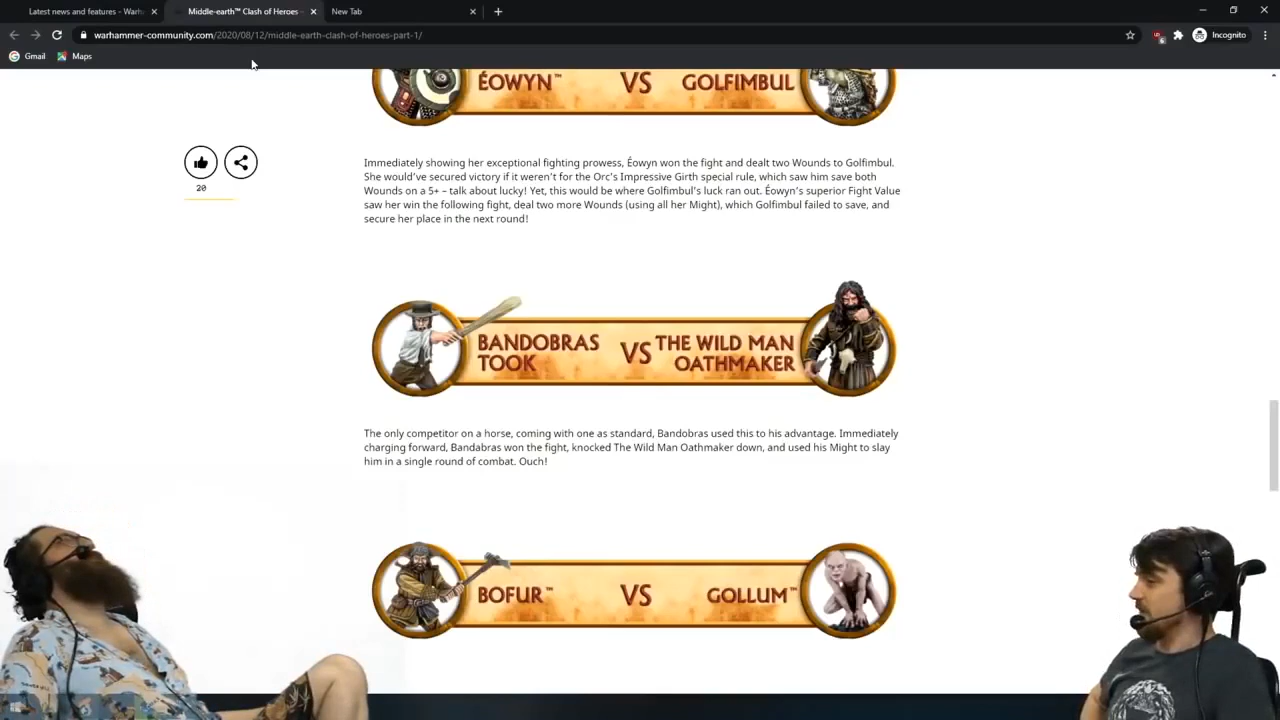 Latest news and features - Warh
Middle-earth™ Clash of Heroes -
New Tab
warhammer-community.com/2020/08/12/middle-earth-clash-of-heroes-part-1/
Incognito
Gmail
Maps
ÉOWYN™ VS GOLFIMBUL
20
Immediately showing her exceptional fighting prowess, Éowyn won the fight and dealt two Wounds to Golfimbul.
She would've secured victory if it weren't for the Orc's Impressive Girth special rule, which saw him save both
Wounds on a 5+ – talk about lucky! Yet, this would be where Golfimbul's luck ran out. Éowyn's superior Fight Value
saw her win the following fight, deal two more Wounds (using all her Might), which Golfimbul failed to save, and
secure her place in the next round!
BANDOBRAS
TOOK
VS
THE WILD MAN
OATHMAKER
The only competitor on a horse, coming with one as standard, Bandobras used this to his advantage. Immediately
charging forward, Bandabras won the fight, knocked The Wild Man Oathmaker down, and used his Might to slay
him in a single round of combat. Ouch!
BOFUR™ VS GOLLUM™